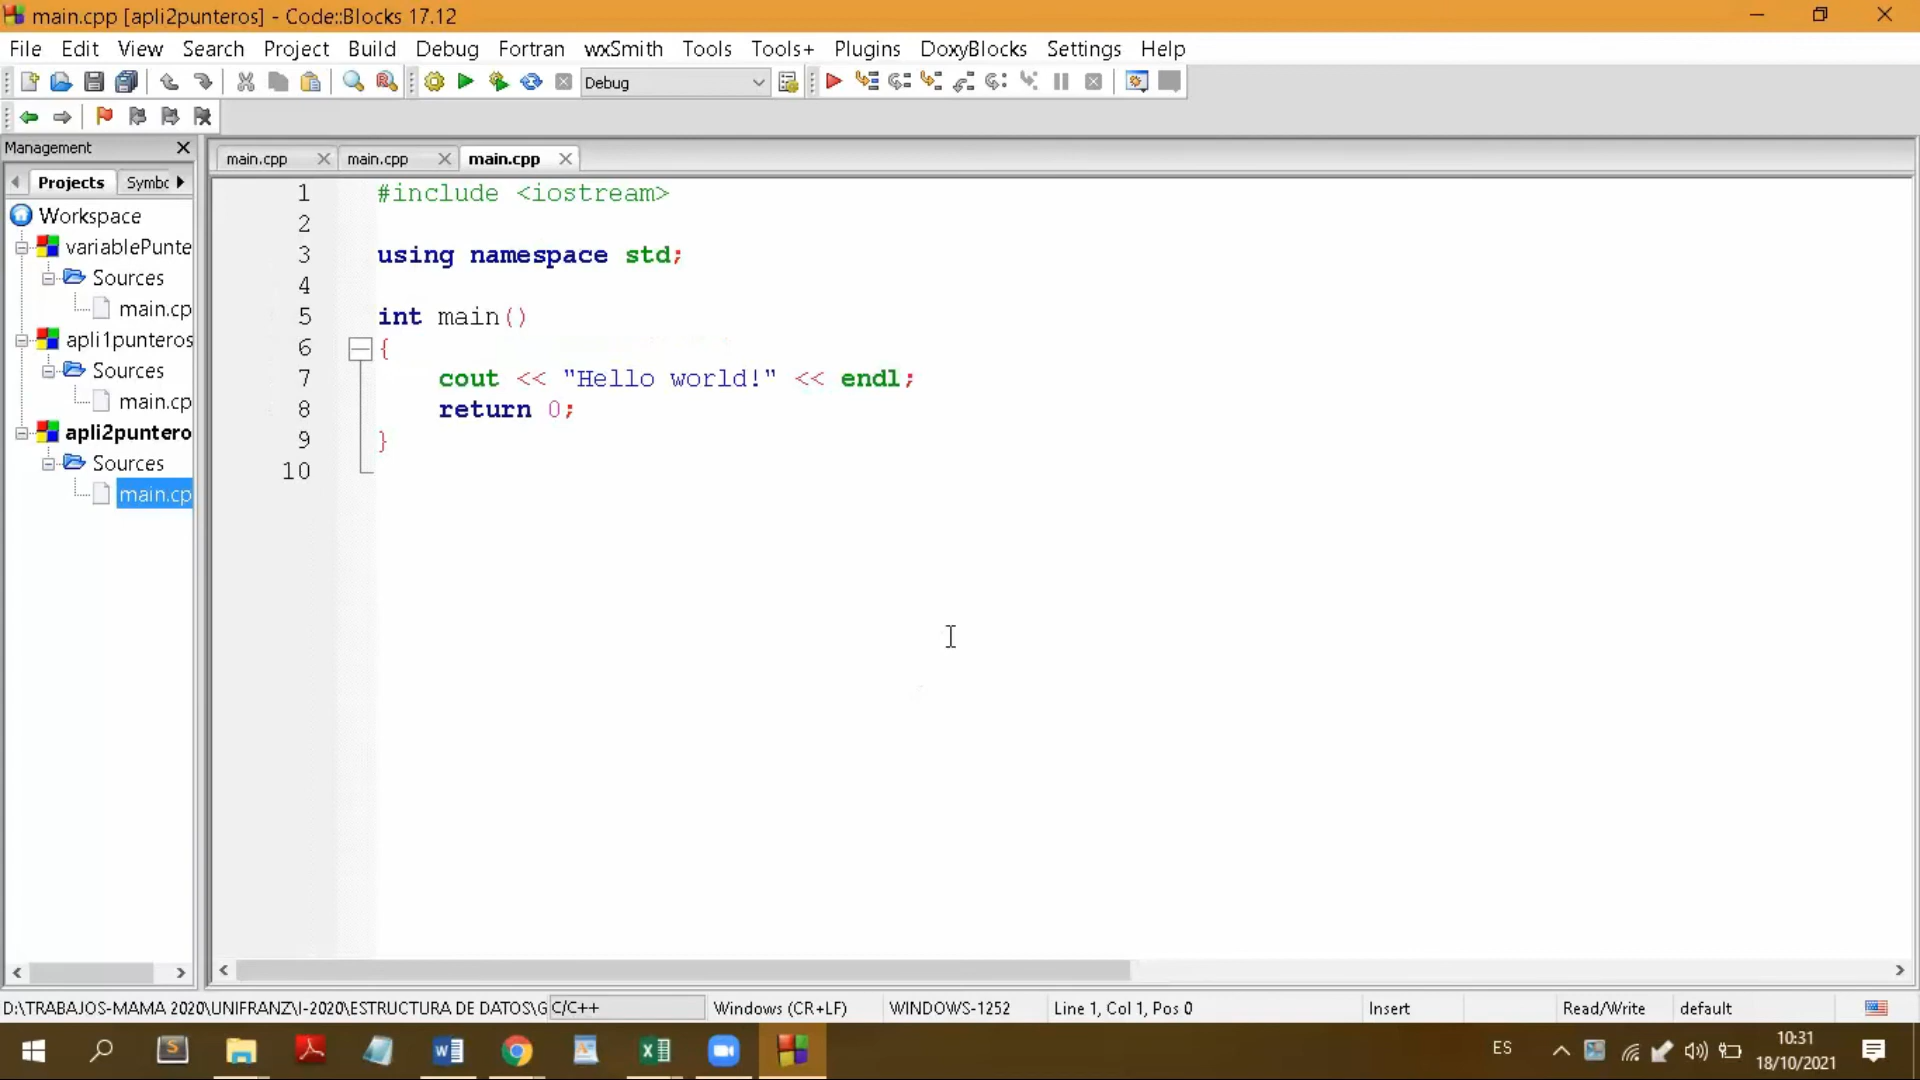 main.cpp [apli2punteros] - Code::Blocks 17.12
File Edit View Search Project Build Debug Fortran wxSmith Tools Tools+ Plugins DoxyBlocks Settings Help
Debug
Management
main.cpp main.cpp main.cpp
Projects Symbc
Workspace
variablePunte
Sources
main.cp
apli1punteros
Sources
main.cp
apli2puntero
Sources
main.cp
1 #include <iostream>
2
3 using namespace std;
4
5 int main()
6 {
7 cout << "Hello world!" << endl;
8 return 0;
9 }
10
D:\TRABAJOS-MAMA 2020\UNIFRANZ\I-2020\ESTRUCTURA DE DATOS\G C/C++ Windows (CR+LF) WINDOWS-1252 Line 1, Col 1, Pos 0 Insert Read/Write default
ES
10:31
18/10/2021